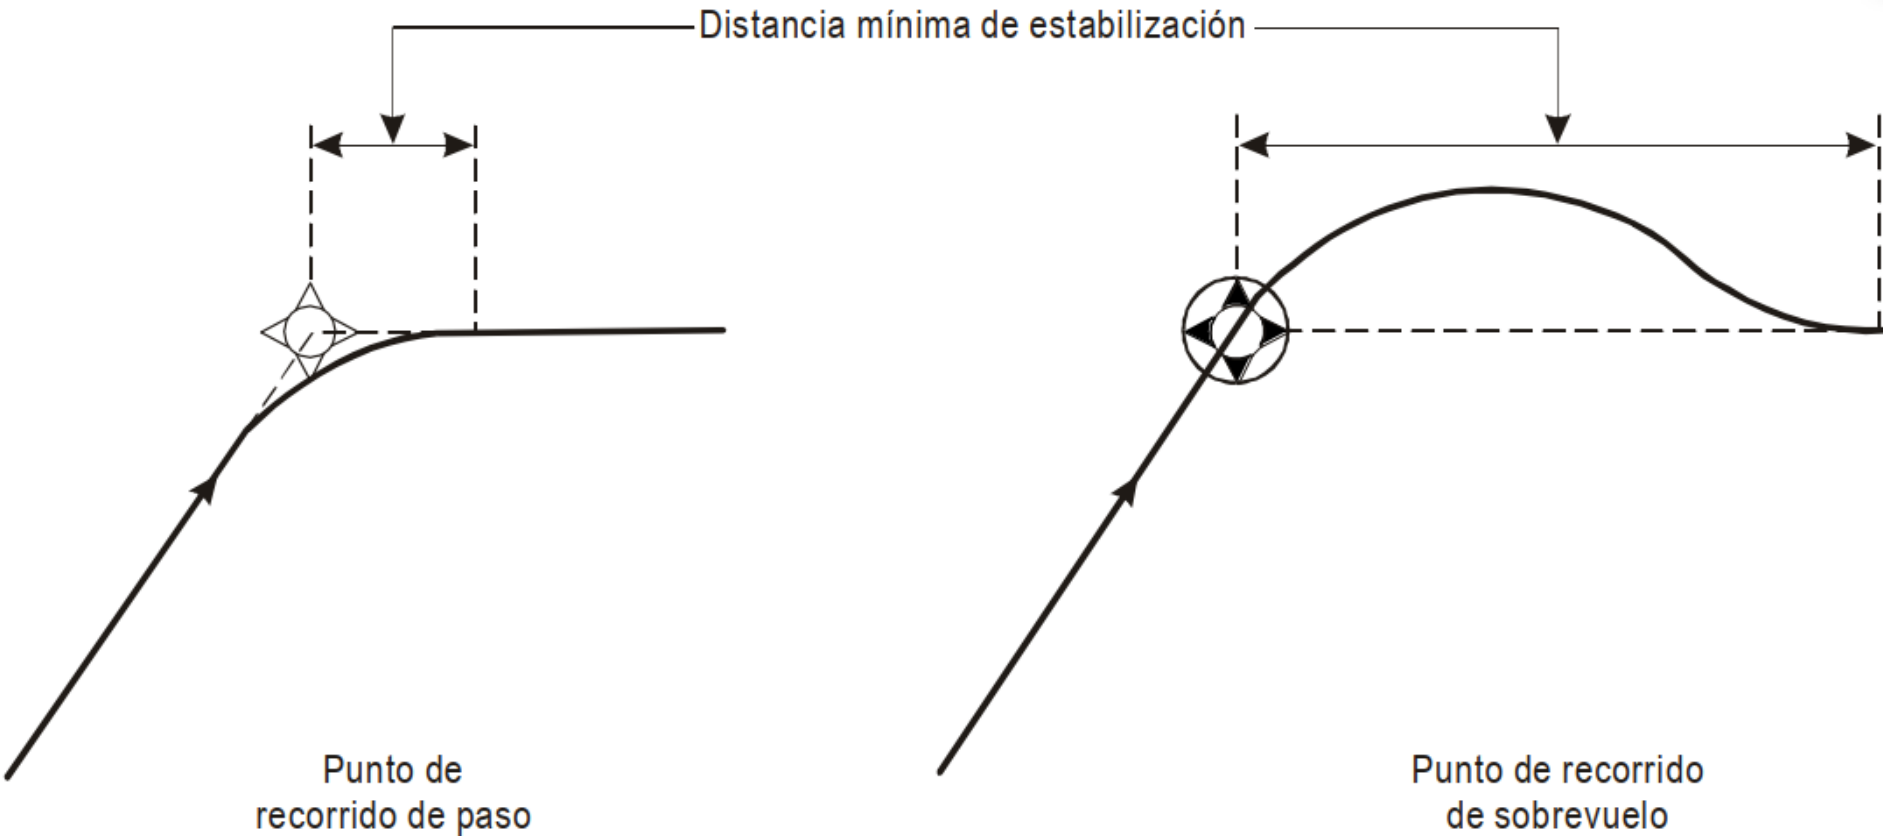 Distancia mínima de estabilización
Punto de
recorrido de paso
Punto de recorrido
de sobrevuelo